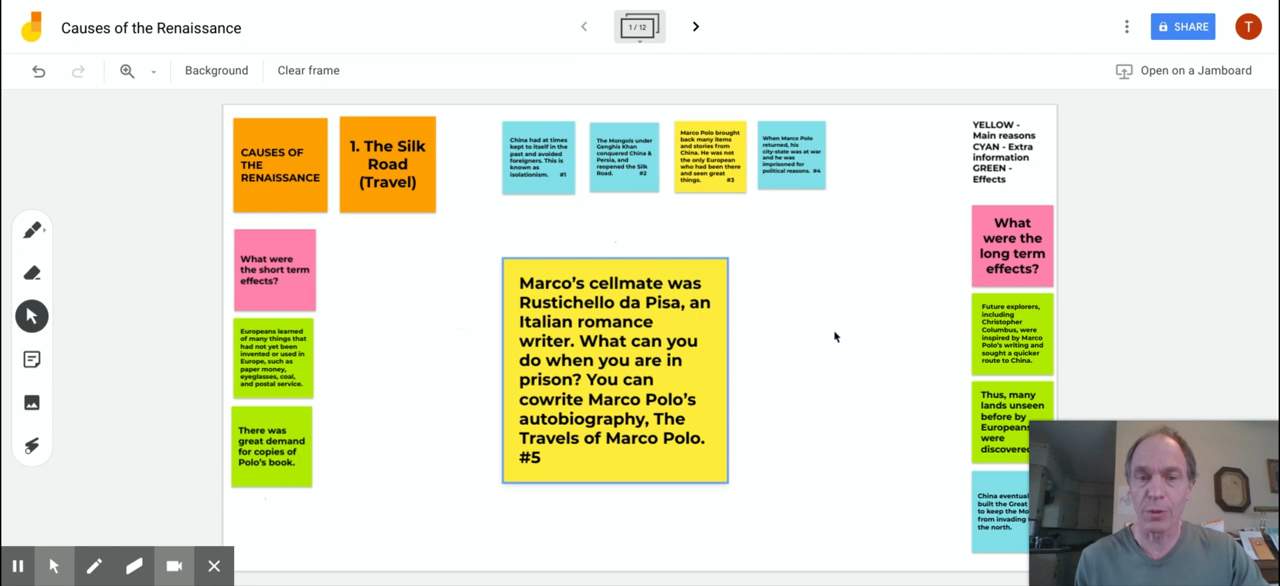 Causes of the Renaissance
1 / 12
SHARE
T
Background
Clear frame
Open on a Jamboard
CAUSES OF
THE
RENAISSANCE
1. The Silk
Road
(Travel)
China had at times
kept to itself in the
past and avoided
foreigners. This is
known as
isolationism. #1
The Mongols under
Genghis Khan
conquered China &
Persia, and
reopened the Silk
Road. #2
Marco Polo brought
back many items
and stories from
China. He was not
the only European
who had been there
and seen great
things. #3
When Marco Polo
returned, his
city-state was at war
and he was
imprisoned for
political reasons. #4
YELLOW -
Main reasons
CYAN - Extra
information
GREEN -
Effects
What were the
short term
effects?
Europeans learned
of many things that
had not yet been
invented or used in
Europe, such as
paper money,
eyeglasses, coal,
and postal service.
There was
great demand
for copies of
Polo's book.
Marco's cellmate was
Rustichello da Pisa, an
Italian romance
writer. What can you
do when you are in
prison? You can
cowrite Marco Polo's
autobiography, The
Travels of Marco Polo.
#5
What
were the
long term
effects?
Future explorers,
including
Christopher
Columbus, were
inspired by Marco
Polo's writing and
sought a quicker
route to China.
Thus, many
lands unseen
before by
Europeans
were
discovered
China eventual
built the Great
to keep the Mo
from invading
the north.